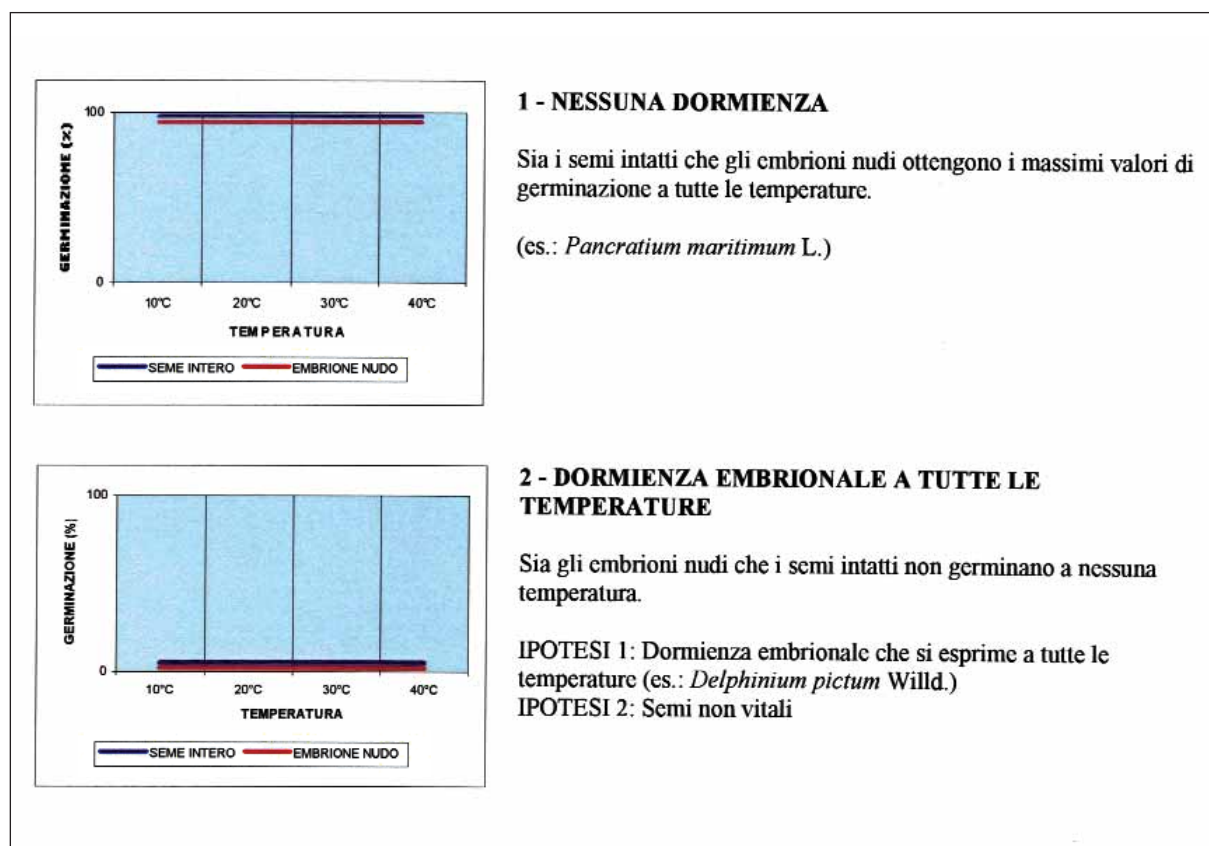 100
GERMINAZIONE (%)
0
10°C 20°C 30°C 40°C
TEMPERATURA
SEME INTERO EMBRIONE NUDO
1 - NESSUNA DORMIENZA
Sia i semi intatti che gli embrioni nudi ottengono i massimi valori di
germinazione a tutte le temperature.
(es.: Pancratium maritimum L.)
100
GERMINAZIONE (%)
0
10°C 20°C 30°C 40°C
TEMPERATURA
SEME INTERO EMBRIONE NUDO
2 - DORMIENZA EMBRIONALE A TUTTE LE
TEMPERATURE
Sia gli embrioni nudi che i semi intatti non germinano a nessuna
temperatura.
IPOTESI 1: Dormienza embrionale che si esprime a tutte le
temperature (es.: Delphinium pictum Willd.)
IPOTESI 2: Semi non vitali